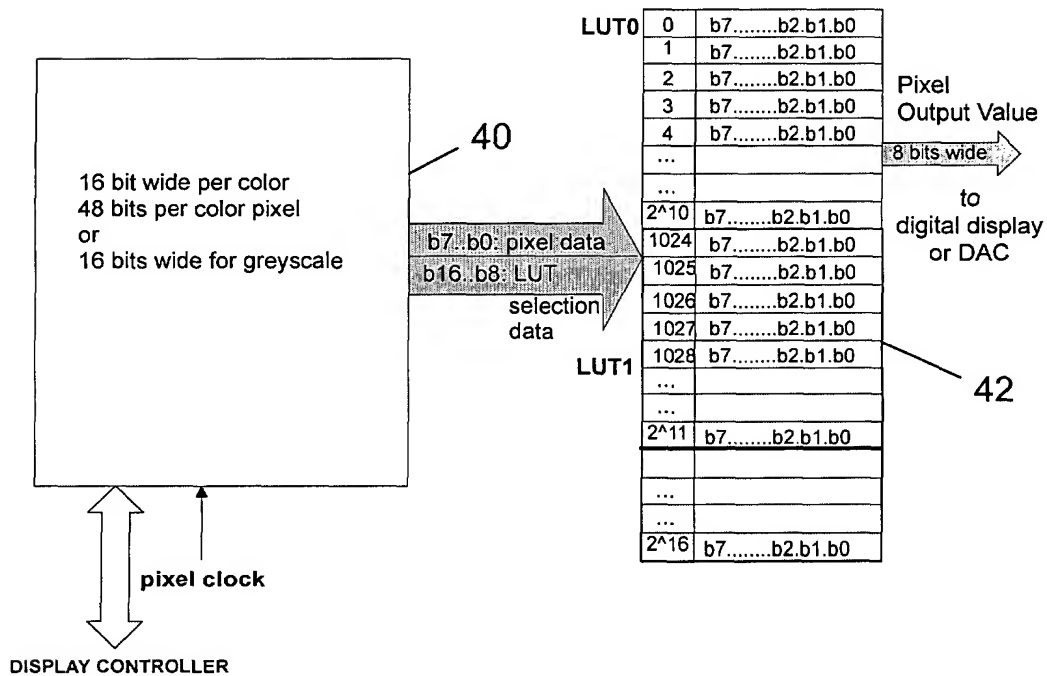 16 bit wide per color
48 bits per color pixel
or
16 bits wide for greyscale
40
b7..b0: pixel data
b16..b8: LUT
selection
data
pixel clock
DISPLAY CONTROLLER
LUT0
0 b7........b2.b1.b0
1 b7........b2.b1.b0
2 b7........b2.b1.b0
3 b7........b2.b1.b0
4 b7........b2.b1.b0
...
...
2^10 b7........b2.b1.b0
1024 b7........b2.b1.b0
1025 b7........b2.b1.b0
1026 b7........b2.b1.b0
1027 b7........b2.b1.b0
LUT1
1028 b7........b2.b1.b0
...
...
2^11 b7........b2.b1.b0
...
...
2^16 b7........b2.b1.b0
Pixel
Output Value
8 bits wide
to
digital display
or DAC
42